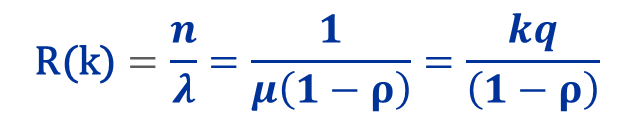 R(k) = n/λ = 1/μ(1 − ρ) = kq/(1 − ρ)